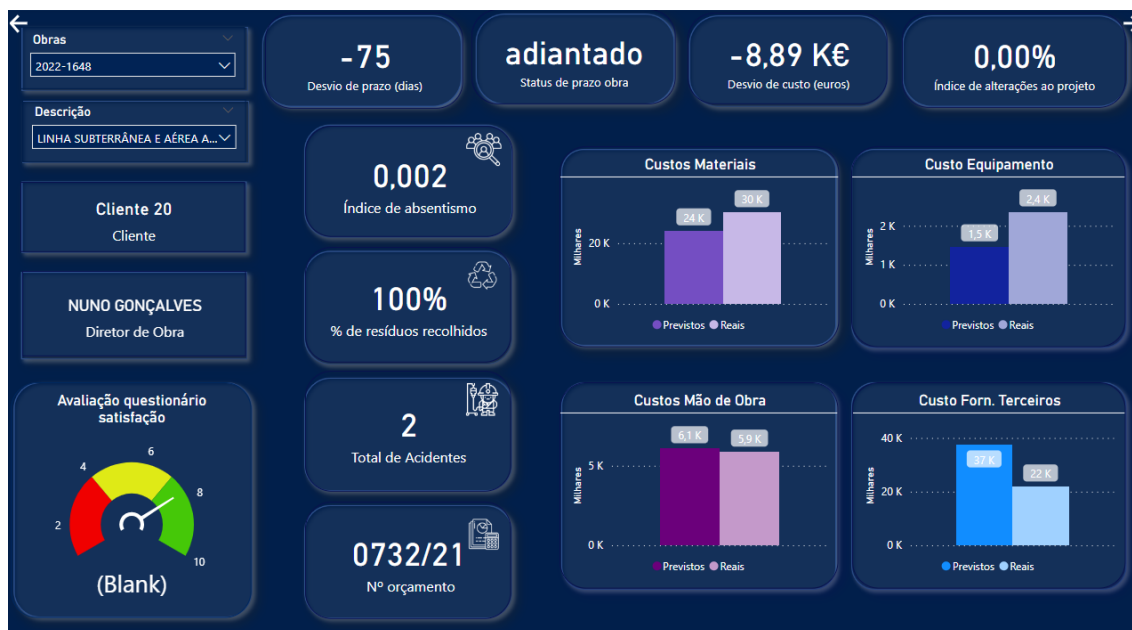 Obras
2022-1648
Descrição
LINHA SUBTERRÂNEA E AÉREA A...
Cliente 20
Cliente
NUNO GONÇALVES
Diretor de Obra
-75
Desvio de prazo (dias)
adiantado
Status de prazo obra
-8,89 K€
Desvio de custo (euros)
0,00%
Índice de alterações ao projeto
0,002
Índice de absentismo
100%
% de resíduos recolhidos
2
Total de Acidentes
0732/21
Nº orçamento
Avaliação questionário
satisfação
2
4
6
8
10
(Blank)
Custos Materiais
Milhares
20 K
0 K
24 K
30 K
Previstos Reais
Custo Equipamento
Milhares
2 K
1 K
0 K
1,5 K
2,4 K
Previstos Reais
Custos Mão de Obra
Milhares
5 K
0 K
6,1 K
5,9 K
Previstos Reais
Custo Forn. Terceiros
Milhares
40 K
20 K
0 K
37 K
22 K
Previstos Reais